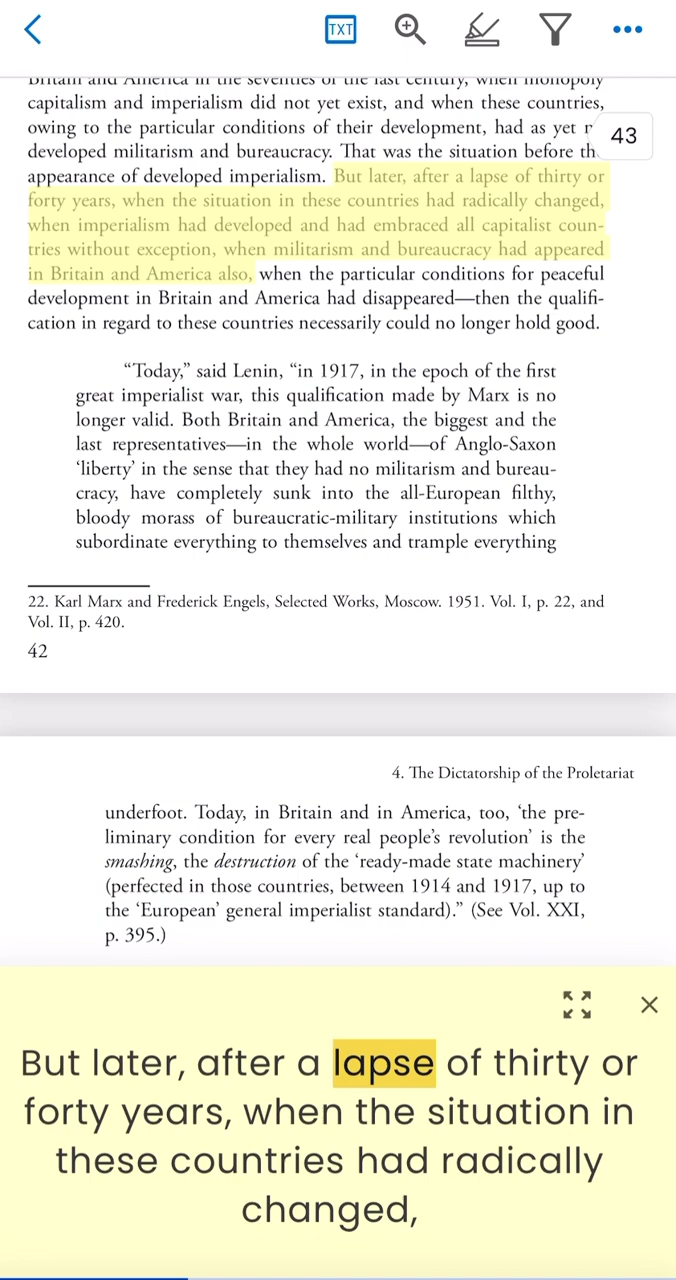 TXT
Britain and America in the seventies of the last century, when monopoly
capitalism and imperialism did not yet exist, and when these countries,
owing to the particular conditions of their development, had as yet
43
developed militarism and bureaucracy. That was the situation before
appearance of developed imperialism. But later, after a lapse of thirty or
forty years, when the situation in these countries had radically changed,
when imperialism had developed and had embraced all capitalist coun-
tries without exception, when militarism and bureaucracy had appeared
in Britain and America also, when the particular conditions for peaceful
development in Britain and America had disappeared—then the qualifi-
cation in regard to these countries necessarily could no longer hold good.
“Today,” said Lenin, “in 1917, in the epoch of the first
great imperialist war, this qualification made by Marx is no
longer valid. Both Britain and America, the biggest and the
last representatives—in the whole world—of Anglo-Saxon
‘liberty’ in the sense that they had no militarism and bureau-
cracy, have completely sunk into the all-European filthy,
bloody morass of bureaucratic-military institutions which
subordinate everything to themselves and trample everything
22. Karl Marx and Frederick Engels, Selected Works, Moscow. 1951. Vol. I, p. 22, and
Vol. II, p. 420.
42
4. The Dictatorship of the Proletariat
underfoot. Today, in Britain and in America, too, ‘the pre-
liminary condition for every real people’s revolution’ is the
smashing, the destruction of the ‘ready-made state machinery’
(perfected in those countries, between 1914 and 1917, up to
the ‘European’ general imperialist standard).” (See Vol. XXI,
p. 395.)
But later, after a lapse of thirty or
forty years, when the situation in
these countries had radically
changed,